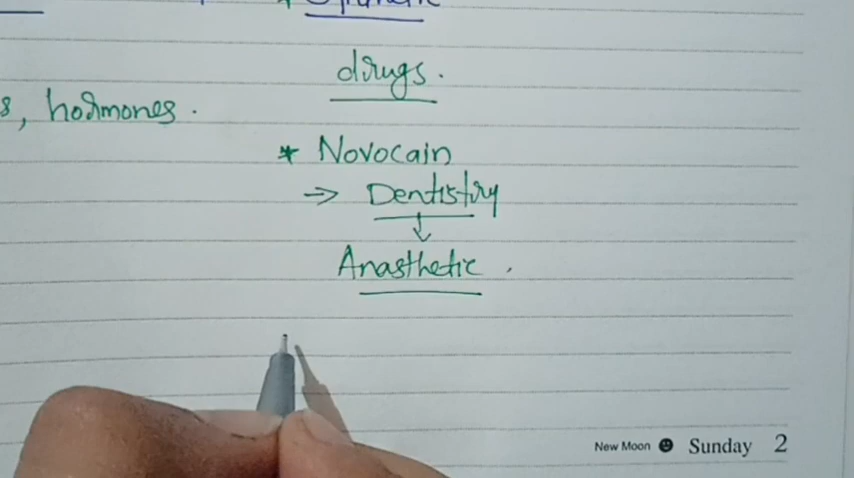 drugs.
, hormones.
* Novocain
→ Dentistry
↓
Anasthetic.
New Moon Sunday 2